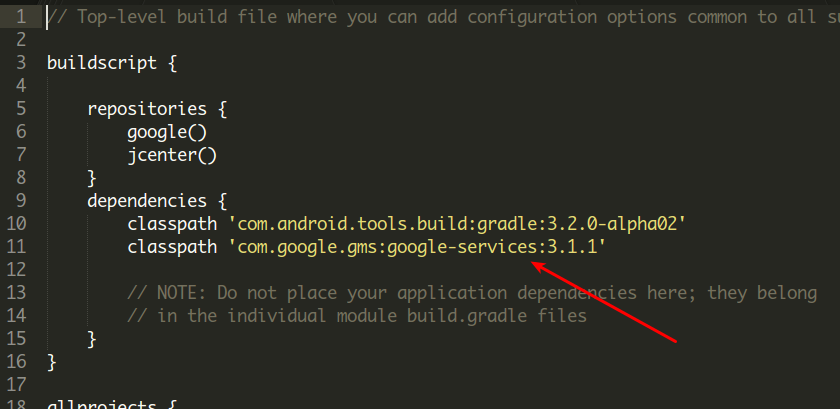 1 // Top-level build file where you can add configuration options common to all
2
3 buildscript {
4
5 repositories {
6 google()
7 jcenter()
8 }
9 dependencies {
10 classpath 'com.android.tools.build:gradle:3.2.0-alpha02'
11 classpath 'com.google.gms:google-services:3.1.1'
12
13 // NOTE: Do not place your application dependencies here; they belong
14 // in the individual module build.gradle files
15 }
16 }
17
18 allprojects {